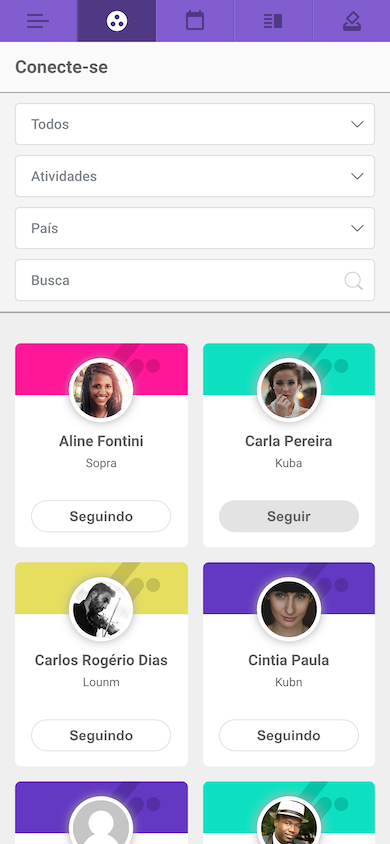 Conecte-se
Todos
Atividades
País
Busca
Aline Fontini
Sopra
Seguindo
Carla Pereira
Kuba
Seguir
Carlos Rogério Dias
Lounm
Seguindo
Cintia Paula
Kubn
Seguindo